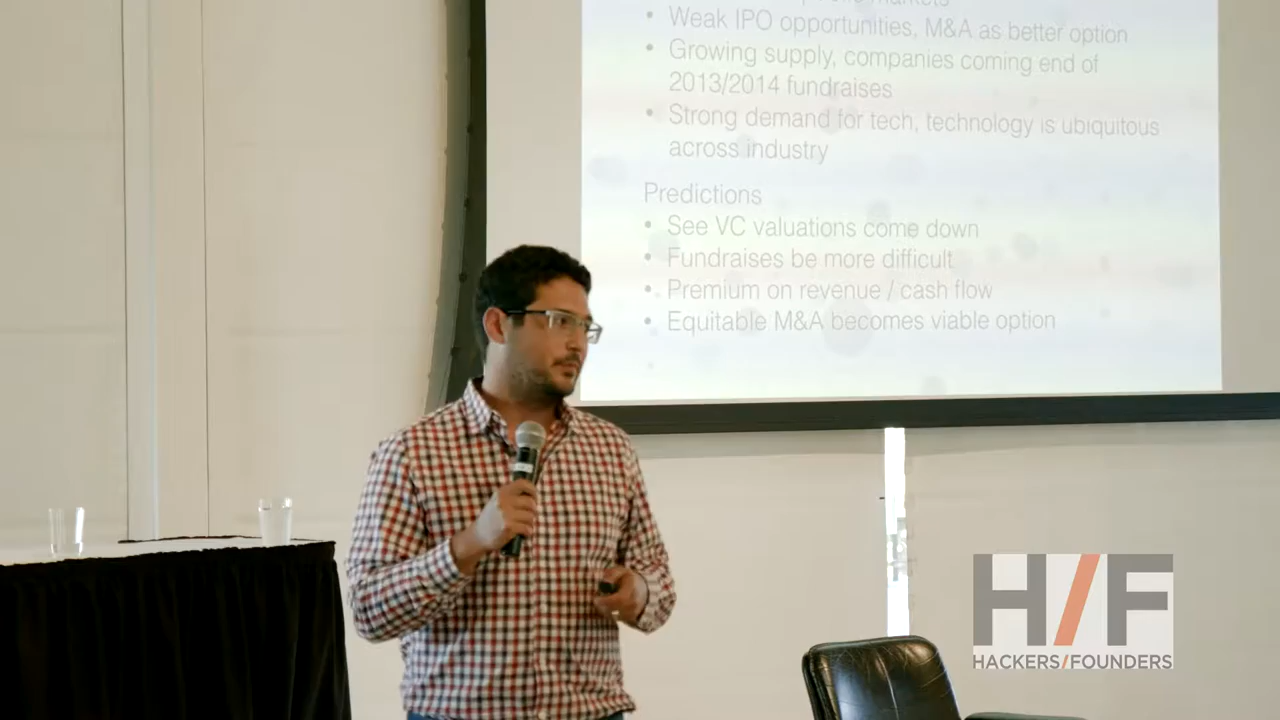 • Weak IPO opportunities, M&A as better option
• Growing supply, companies coming end of
2013/2014 fundraises
• Strong demand for tech, technology is ubiquitous
across industry
Predictions
• See VC valuations come down
• Fundraises be more difficult
• Premium on revenue / cash flow
• Equitable M&A becomes viable option
H/F
HACKERS/FOUNDERS